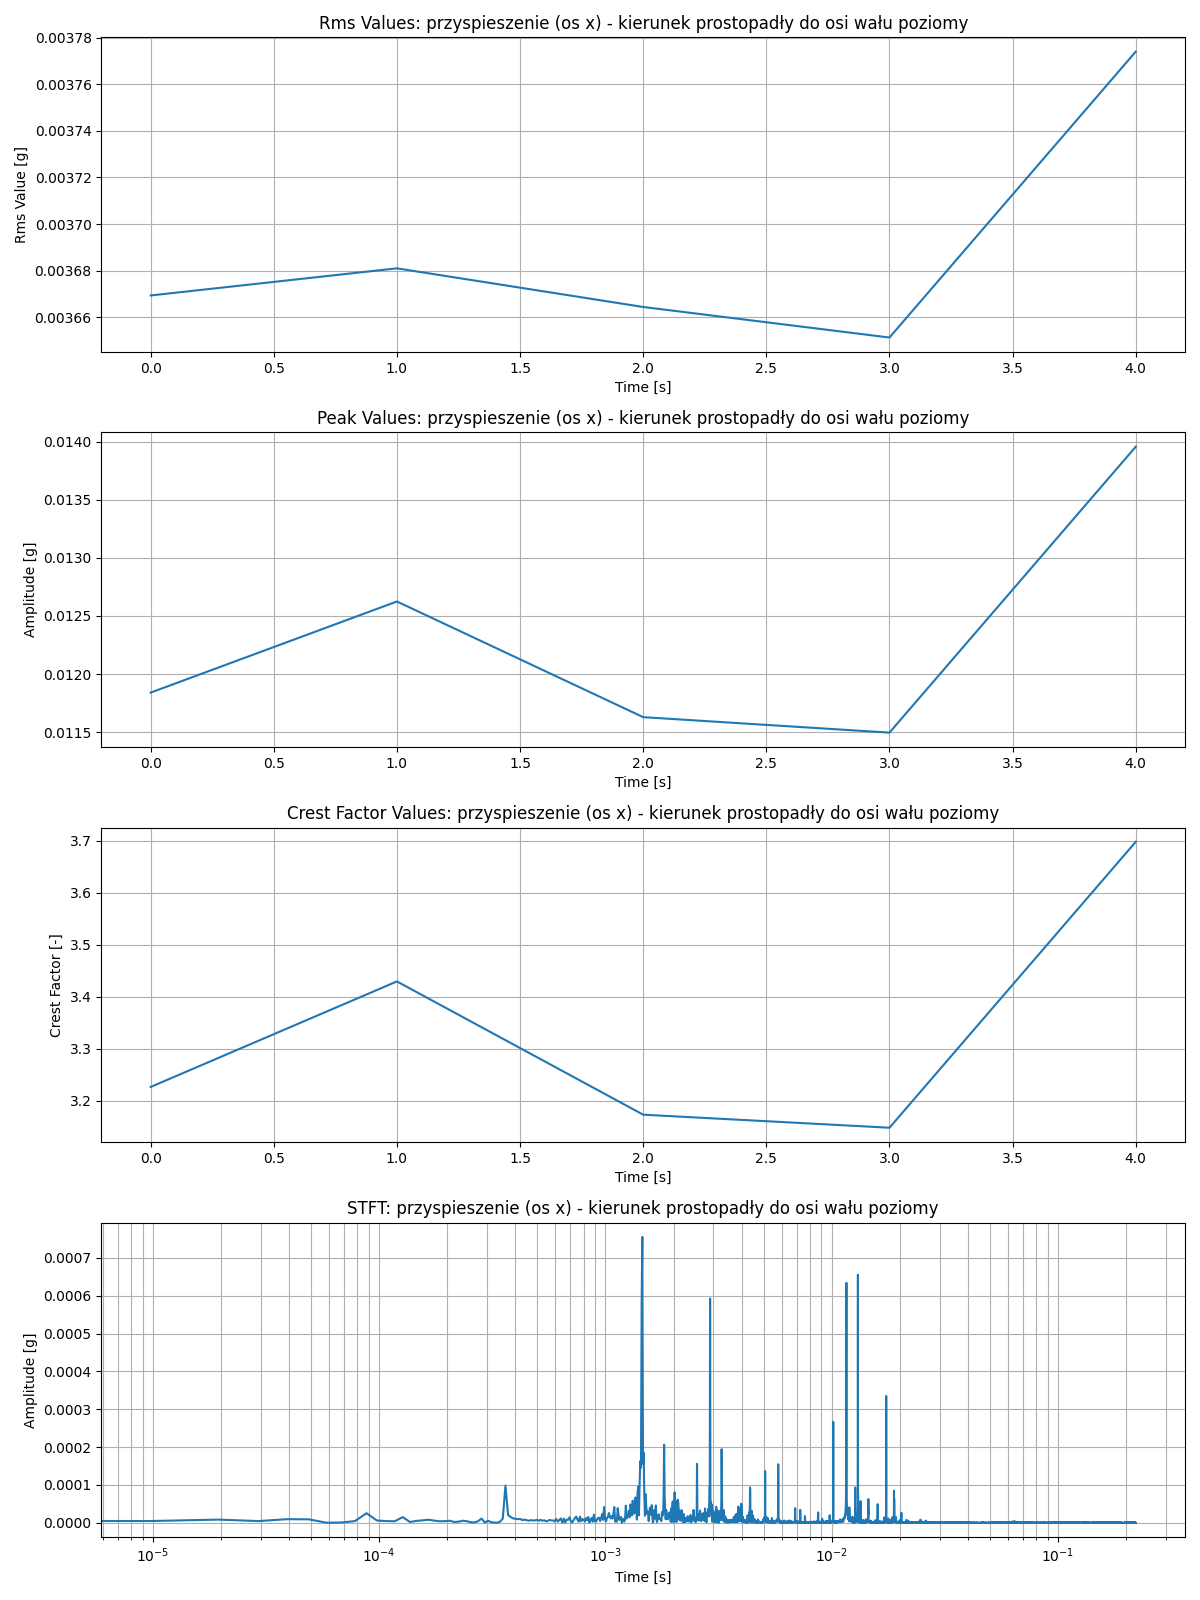 Rms Values: przyspieszenie (os x) - kierunek prostopadły do osi wału poziomy
0.00378
0.00376
0.00374
0.00372
0.00370
0.00368
0.00366
Rms Value [g]
0.0 0.5 1.0 1.5 2.0 2.5 3.0 3.5 4.0
Time [s]
Peak Values: przyspieszenie (os x) - kierunek prostopadły do osi wału poziomy
0.0140
0.0135
0.0130
0.0125
0.0120
0.0115
Amplitude [g]
0.0 0.5 1.0 1.5 2.0 2.5 3.0 3.5 4.0
Time [s]
Crest Factor Values: przyspieszenie (os x) - kierunek prostopadły do osi wału poziomy
3.7
3.6
3.5
3.4
3.3
3.2
Crest Factor [-]
0.0 0.5 1.0 1.5 2.0 2.5 3.0 3.5 4.0
Time [s]
STFT: przyspieszenie (os x) - kierunek prostopadły do osi wału poziomy
0.0007
0.0006
0.0005
0.0004
0.0003
0.0002
0.0001
0.0000
Amplitude [g]
10⁻⁵ 10⁻⁴ 10⁻³ 10⁻² 10⁻¹
Time [s]